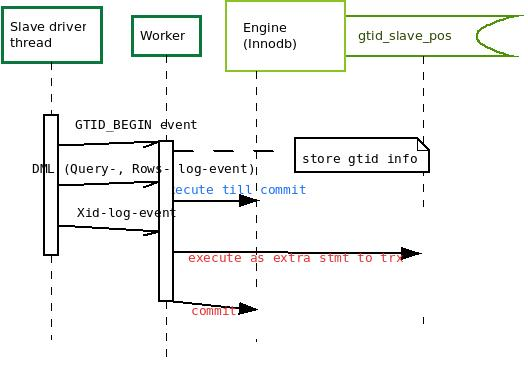 Slave driver
thread
Worker
Engine
(Innodb)
gtid_slave_pos
GTID_BEGIN event
store gtid info
DML (Query-, Rows- log-event)
ecute till commit
Xid-log-event
execute as extra stmt to trx
commit